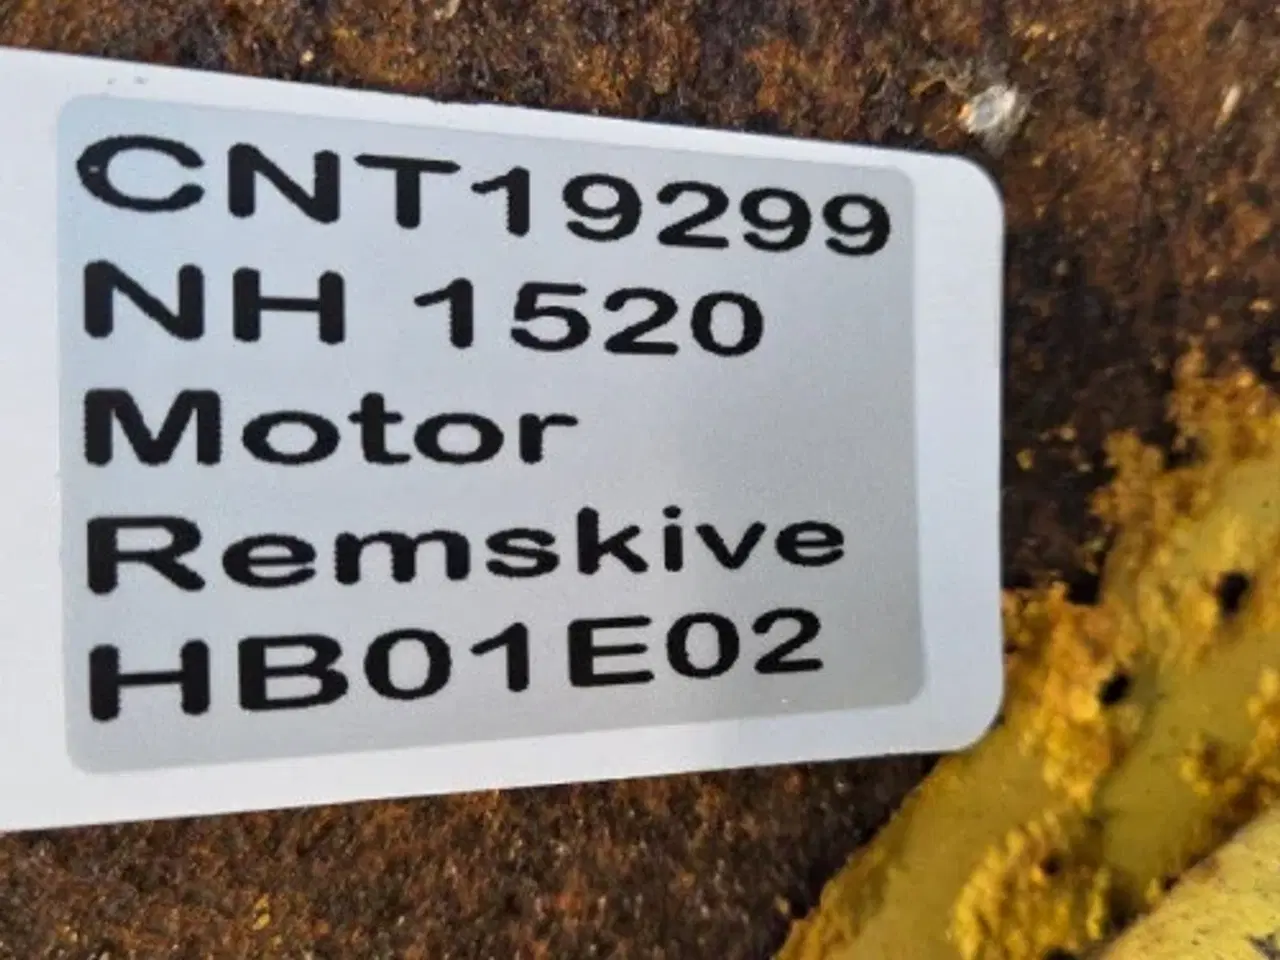 CNT19299
NH 1520
Motor
Remskive
HB01E02